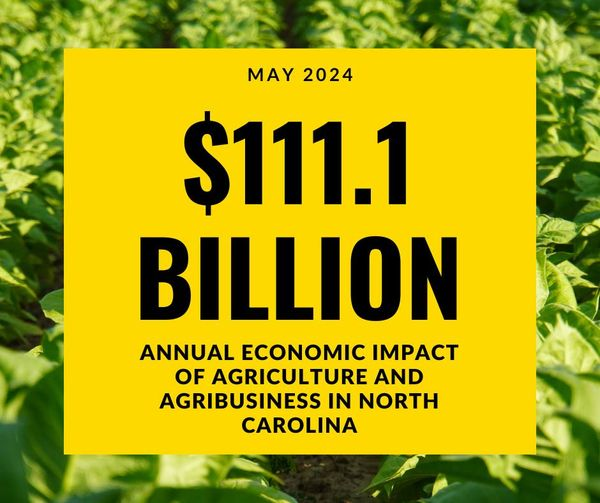 MAY 2024
$111.1
BILLION
ANNUAL ECONOMIC IMPACT
OF AGRICULTURE AND
AGRIBUSINESS IN NORTH
CAROLINA